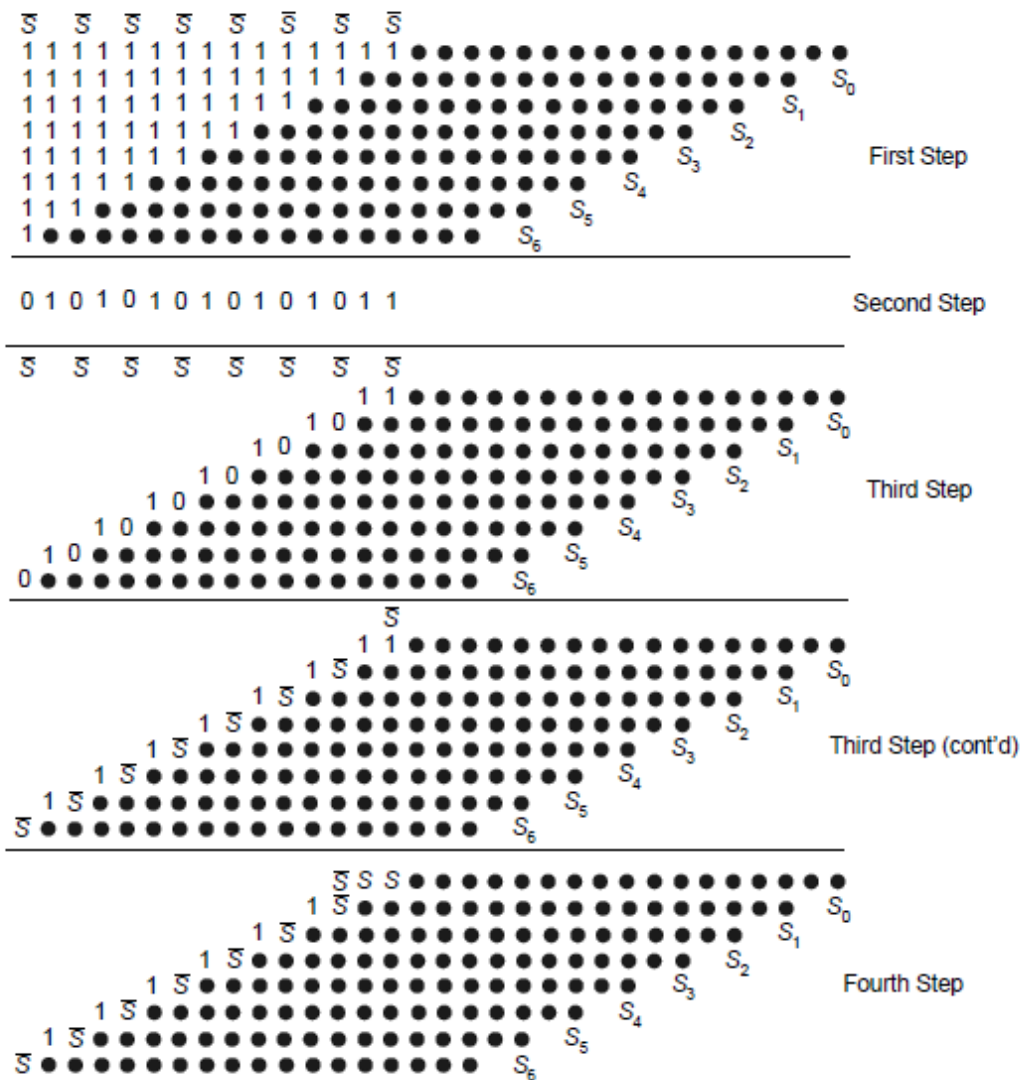 S̅ S̅ S̅ S̅ S̅ S̅ S̅ S̅
1 1 1 1 1 1 1 1 1 1 1 1 1 1 1
1 1 1 1 1 1 1 1 1 1 1 1 1 S₀
1 1 1 1 1 1 1 1 1 1 1 S₁
1 1 1 1 1 1 1 1 1 S₂
1 1 1 1 1 1 1 S₃ First Step
1 1 1 1 1 S₄
1 1 1 S₅
1 S₆
0 1 0 1 0 1 0 1 0 1 0 1 0 1 1 Second Step
S̅ S̅ S̅ S̅ S̅ S̅ S̅ S̅
1 1
1 0 S₀
1 0 S₁
1 0 S₂
1 0 S₃ Third Step
1 0 S₄
1 0 S₅
0 S₆
S̅
1 1
1 S̅ S₀
1 S̅ S₁
1 S̅ S₂
1 S̅ S₃ Third Step (cont'd)
1 S̅ S₄
1 S̅ S₅
S̅ S₆
S̅ S S
1 S̅ S₀
1 S̅ S₁
1 S̅ S₂
1 S̅ S₃ Fourth Step
1 S̅ S₄
1 S̅ S₅
S̅ S₆